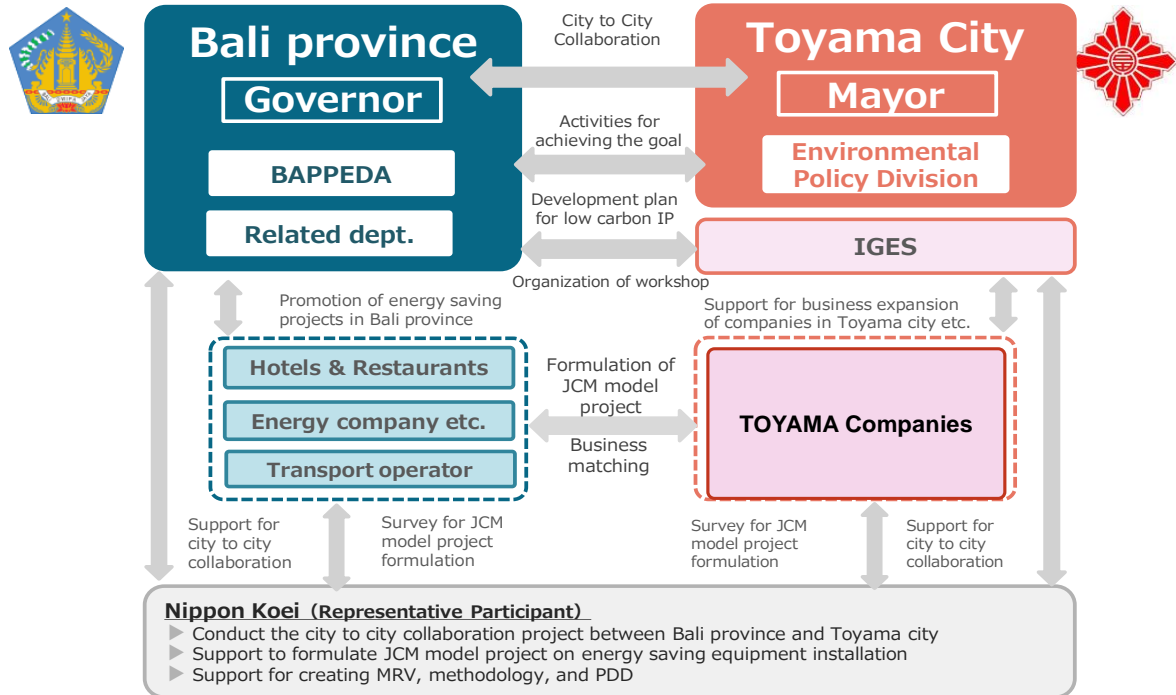 Bali province
Governor
BAPPEDA
Related dept.
City to City
Collaboration
Activities for
achieving the goal
Development plan
for low carbon IP
Organization of workshop
Toyama City
Mayor
Environmental
Policy Division
IGES
Promotion of energy saving
projects in Bali province
Support for business expansion
of companies in Toyama city etc.
Hotels & Restaurants
Energy company etc.
Transport operator
Formulation of
JCM model
project
Business
matching
TOYAMA Companies
Support for
city to city
collaboration
Survey for JCM
model project
formulation
Survey for JCM
model project
formulation
Support for
city to city
collaboration
Nippon Koei (Representative Participant)
▶ Conduct the city to city collaboration project between Bali province and Toyama city
▶ Support to formulate JCM model project on energy saving equipment installation
▶ Support for creating MRV, methodology, and PDD